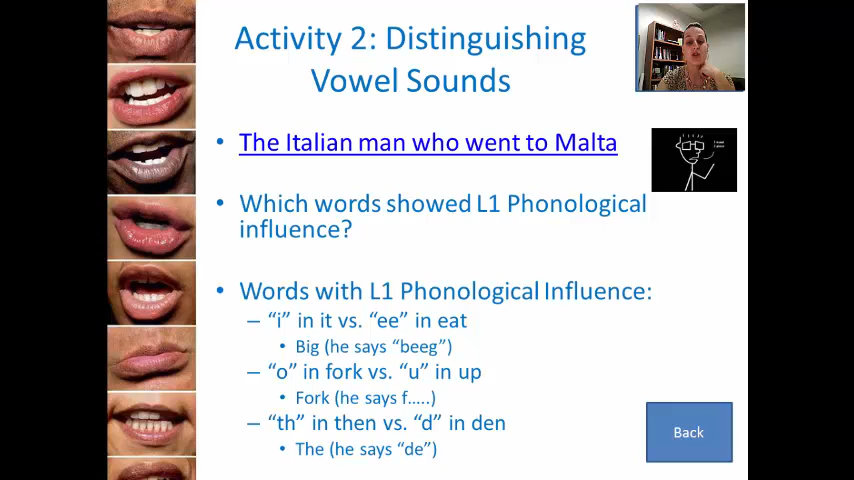 Activity 2: Distinguishing
Vowel Sounds
• The Italian man who went to Malta
• Which words showed L1 Phonological
influence?
• Words with L1 Phonological Influence:
– “i” in it vs. “ee” in eat
• Big (he says “beeg”)
– “o” in fork vs. “u” in up
• Fork (he says f…..)
– “th” in then vs. “d” in den
• The (he says “de”)
Back